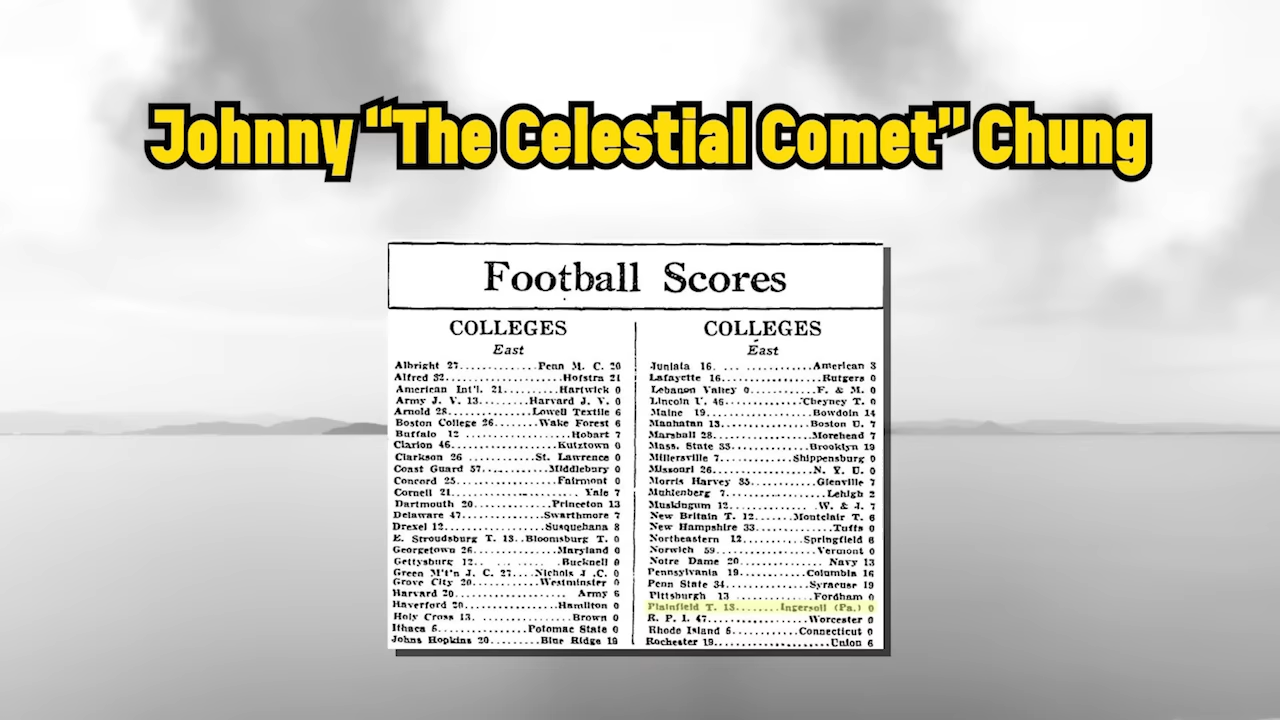 Johnny “The Celestial Comet” Chung
Football Scores
COLLEGES
East
Albright 27............Penn M. C. 20
Alfred 32..................Hofstra 21
American Int'l. 21.........Hartwick 0
Army J. V. 13.........Harvard J. V. 0
Arnold 28...........Lowell Textile 6
Boston College 26.......Wake Forest 6
Buffalo 12 ..................Hobart 7
Clarion 46................Kutztown 0
Clarkson 26 ...........St. Lawrence 0
Coast Guard 57..........Middlebury 0
Concord 25................Fairmont 0
Cornell 21.....................Yale 7
Dartmouth 20............Princeton 13
Delaware 47.............Swarthmore 7
Drexel 12...............Susquehana 8
E. Stroudsburg T. 13..Bloomsburg T. 0
Georgetown 26.............Maryland 0
Gettysburg 12.. ...........Bucknell 0
Green M't'n J. C. 27....Nichols J .C. 0
Grove City 20..........Westminster 0
Harvard 20....................Army 6
Haverford 20..............Hamilton 0
Holy Cross 13. ..............Brown 0
Ithaca 6.............Potomac State 0
Johns Hopkins 20........Blue Ridge 19
COLLEGES
East
Juniata 16. ... ............American 3
Lafayette 16................Rutgers 0
Lebanon Valley 0...........F. & M. 0
Lincoln U. 46............Cheyney T. 0
Maine 19..................Bowdoin 14
Manhatan 13..............Boston U. 7
Marshall 28...............Morehead 7
Mass. State 33............Brooklyn 19
Millersville 7..........Shippensburg 0
Missouri 26................N. Y. U. 0
Morris Harvey 35..........Glenville 7
Muhlenberg 7................Lehigh 2
Muskingum 12..............W. & J. 7
New Britain T. 12......Montclair T. 6
New Hampshire 33.............Tufts 0
Northeastern 12..........Springfield 6
Norwich 59................Vermont 0
Notre Dame 20................Navy 13
Pennsylvania 19...........Columbia 16
Penn State 34.............Syracuse 19
Pittsburgh 13..............Fordham 0
Plainfield T. 13.......Ingersoll (Pa.) 0
R. P. I. 47................Worcester 0
Rhode Island 6..........Connecticut 0
Rochester 19..................Union 6